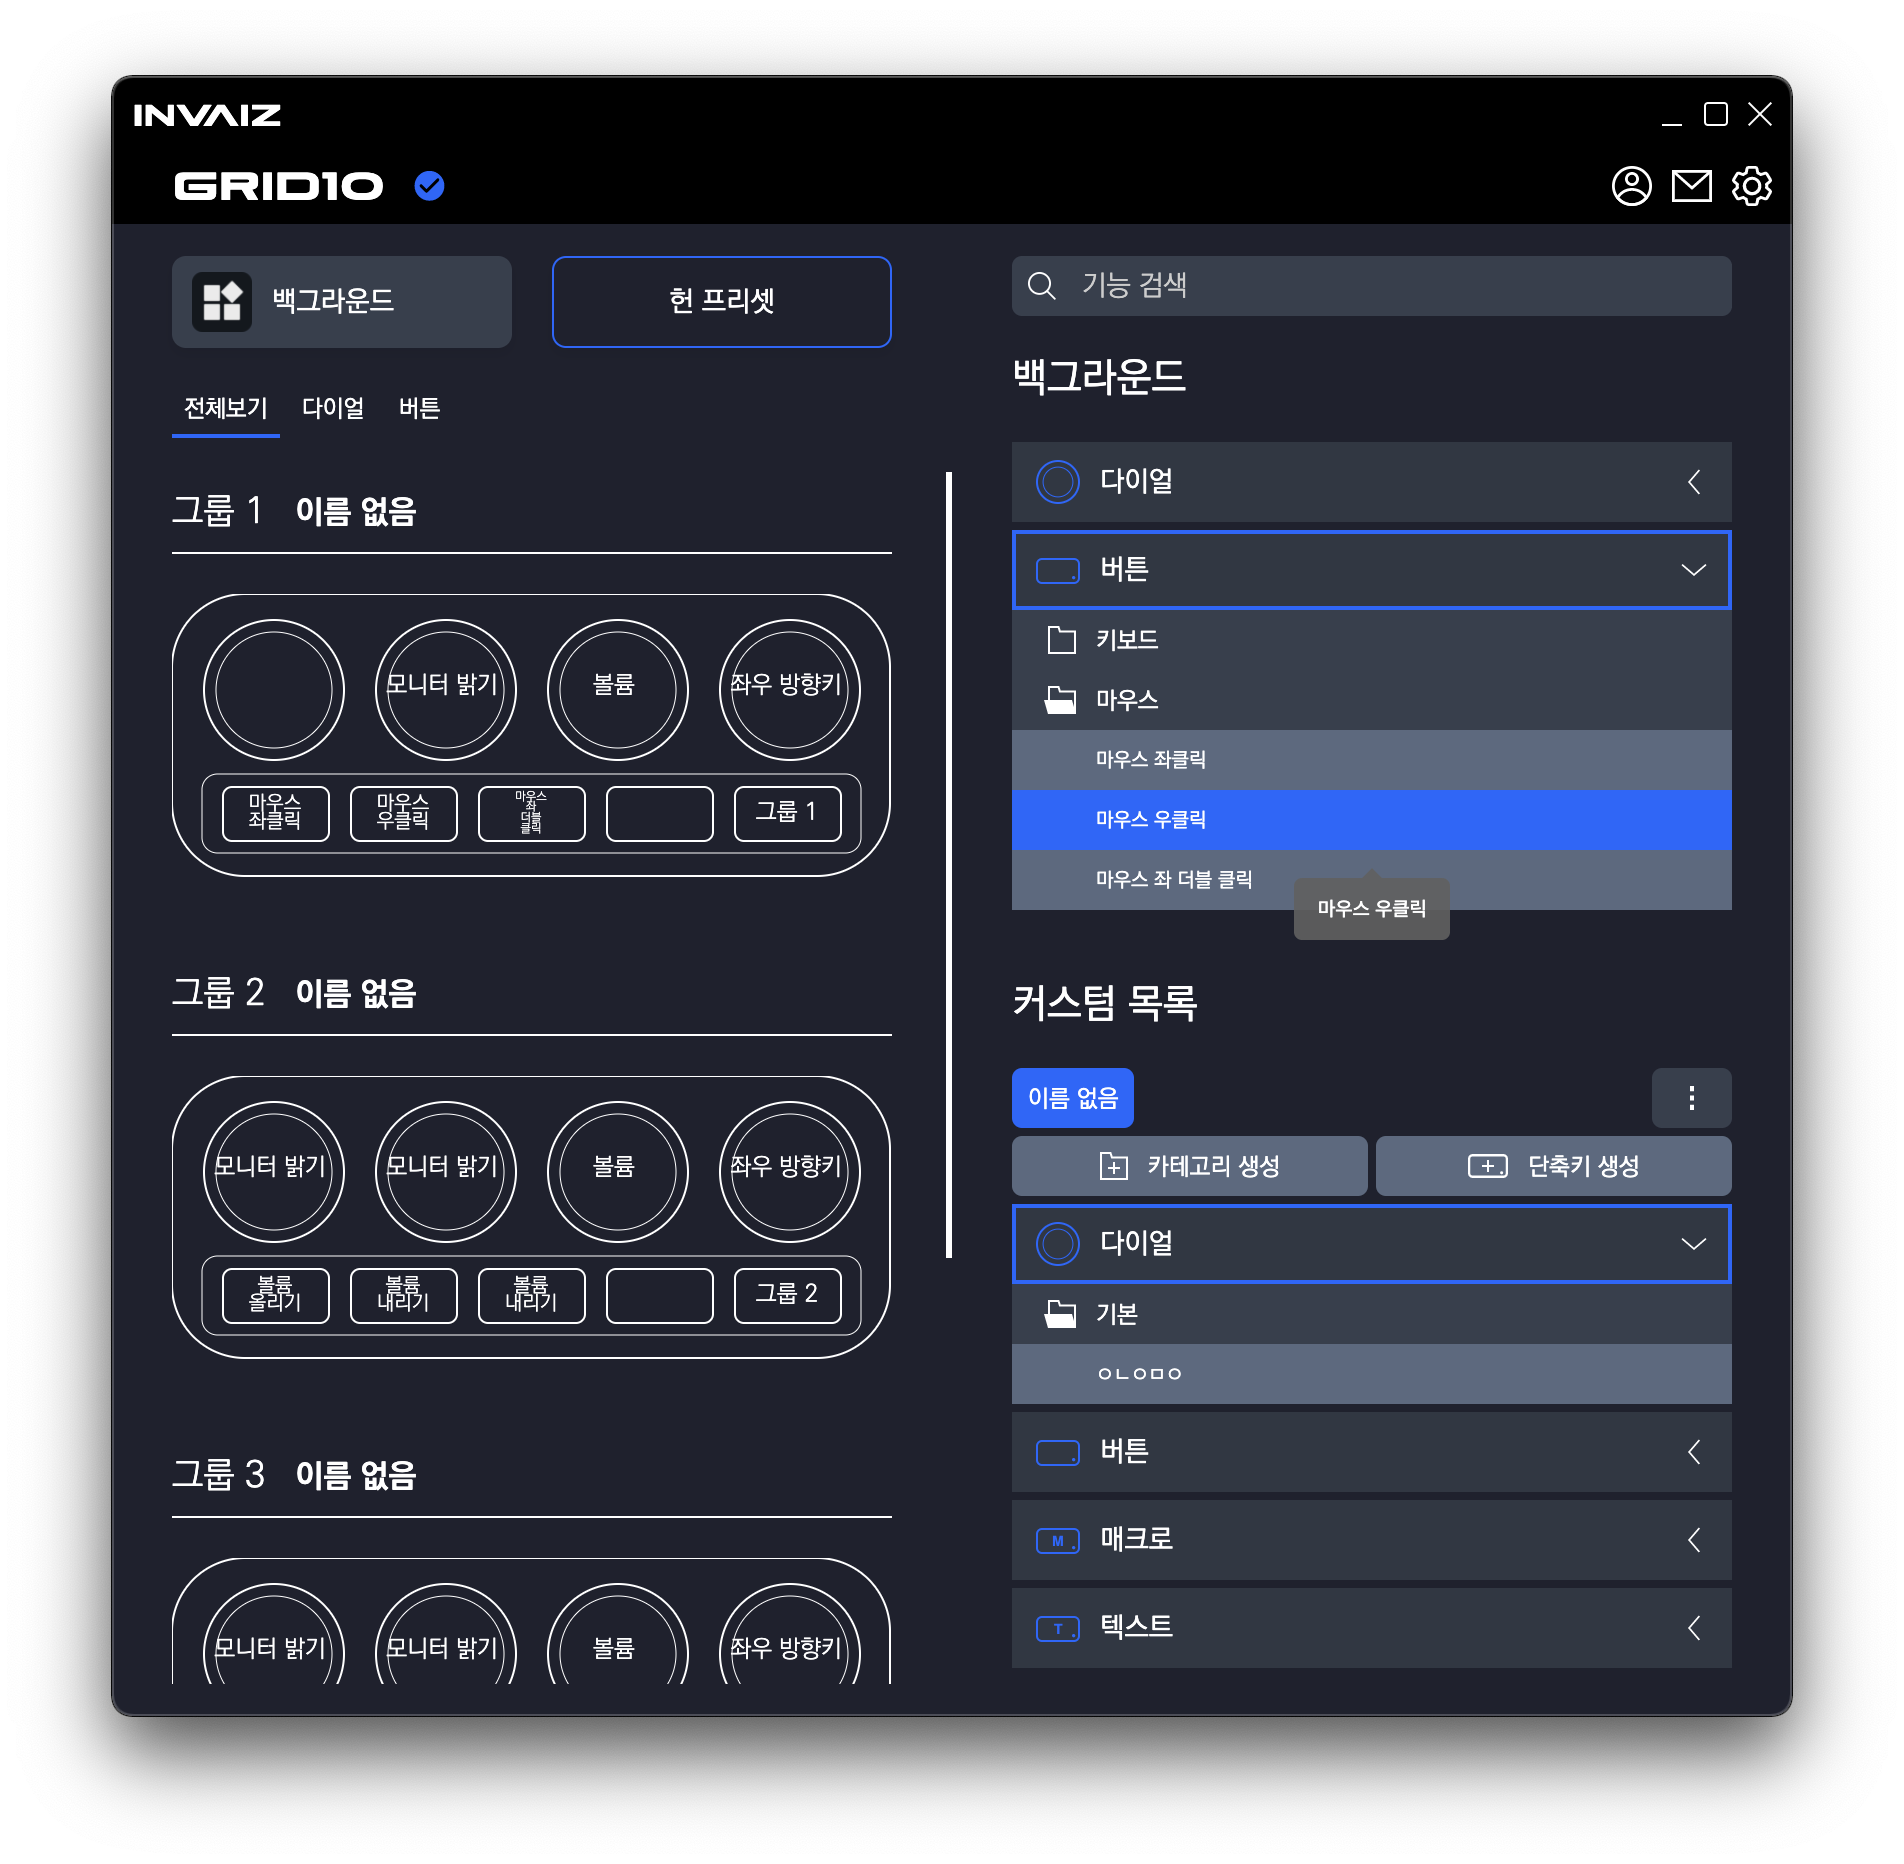 INVAIZ
GRID10
백그라운드
헌 프리셋
전체보기 다이얼 버튼
그룹 1 이름 없음
모니터 밝기 볼륨 좌우 방향키
마우스
좌클릭
마우스
우클릭
마우스
좌
더블
클릭
그룹 1
그룹 2 이름 없음
모니터 밝기 모니터 밝기 볼륨 좌우 방향키
볼륨
올리기
볼륨
내리기
볼륨
내리기
그룹 2
그룹 3 이름 없음
모니터 밝기 모니터 밝기 볼륨 좌우 방향키
기능 검색
백그라운드
다이얼
버튼
키보드
마우스
마우스 좌클릭
마우스 우클릭
마우스 좌 더블 클릭
마우스 우클릭
커스텀 목록
이름 없음
카테고리 생성
단축키 생성
다이얼
기본
ㅇㄴㅇㅁㅇ
버튼
M 매크로
T 텍스트